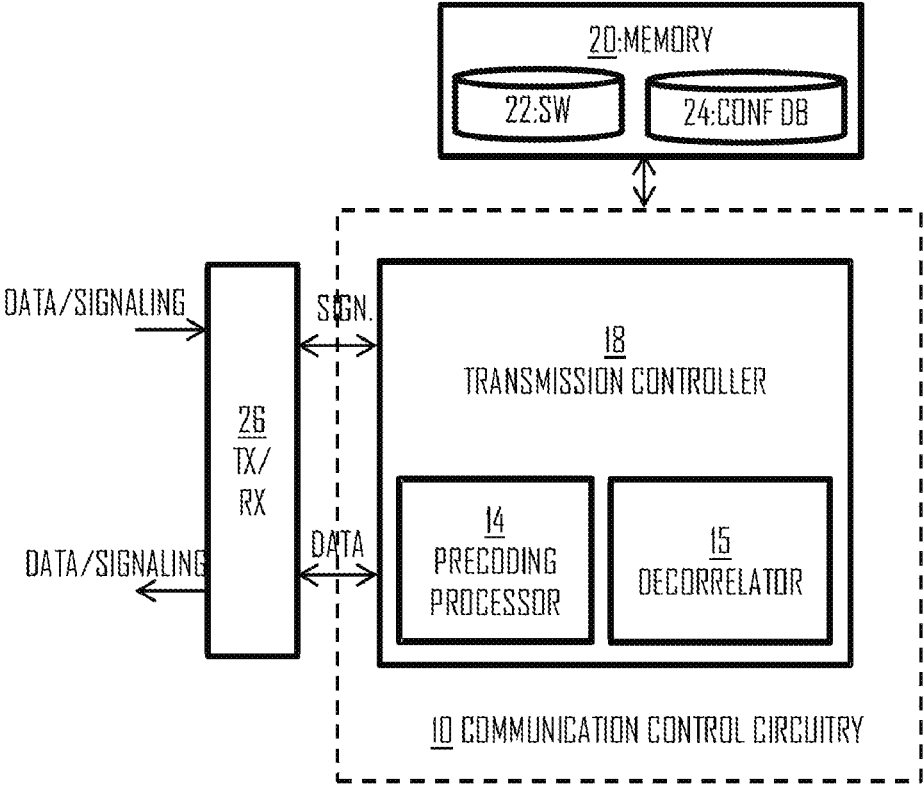 20:MEMORY
22:SW
24:CONF DB
DATA/SIGNALING
SIGN.
18
TRANSMISSION CONTROLLER
26
TX/
RX
DATA/SIGNALING
DATA
14
PRECODING
PROCESSOR
15
DECORRELATOR
10 COMMUNICATION CONTROL CIRCUITRY